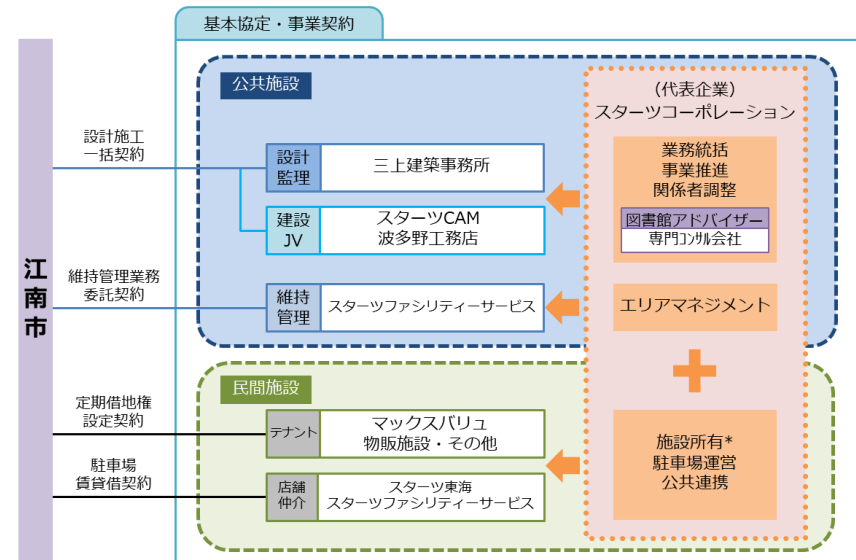 基本協定・事業契約
公共施設
(代表企業)
スターツコーポレーション
設計施工
一括契約
設計
監理
三上建築事務所
業務統括
事業推進
関係者調整
図書館アドバイザー
専門ｺﾝｻﾙ会社
建設
JV
スターツCAM
波多野工務店
江南市
維持管理業務
委託契約
維持
管理
スターツファシリティーサービス
エリアマネジメント
民間施設
定期借地権
設定契約
テナント
マックスバリュ
物販施設・その他
施設所有*
駐車場運営
公共連携
駐車場
賃貸借契約
店舗
仲介
スターツ東海
スターツファシリティーサービス